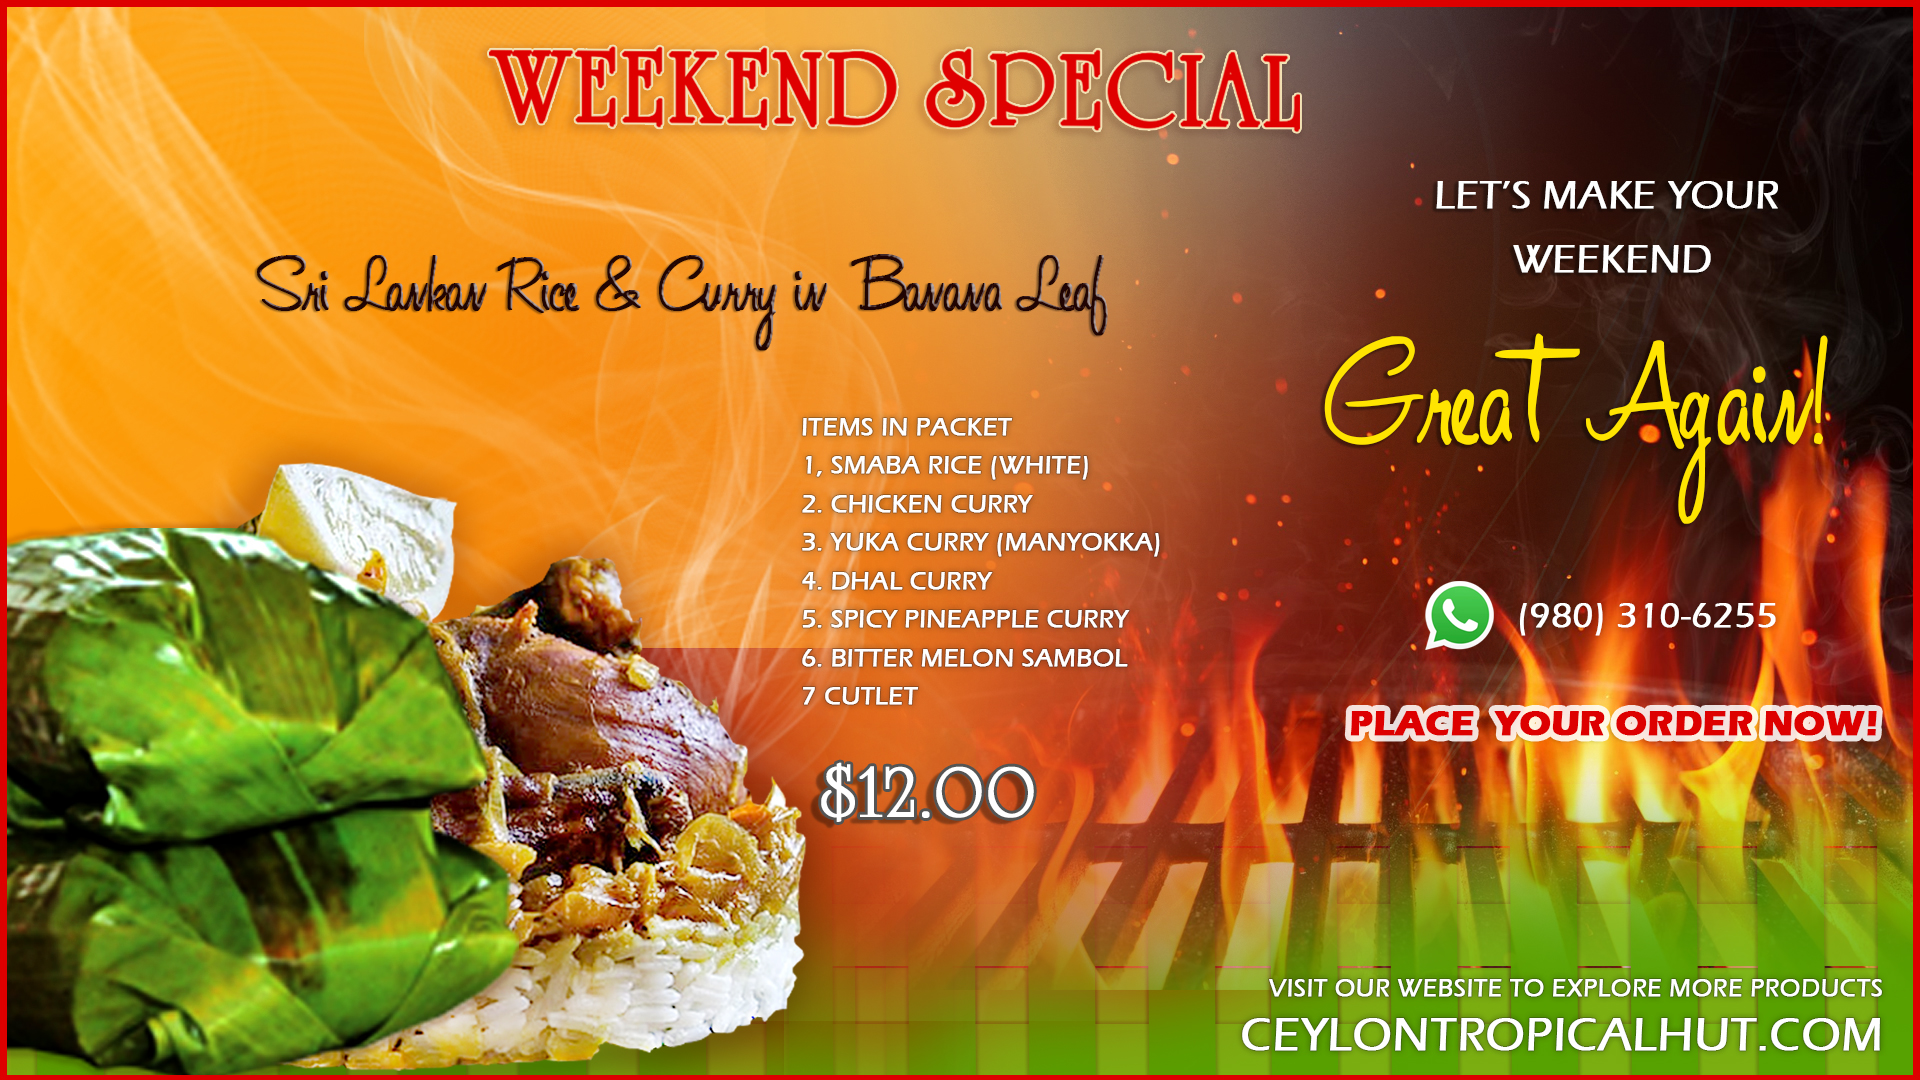 WEEKEND SPECIAL
Sri Lankan Rice & Curry in Banana Leaf
ITEMS IN PACKET
1, SMABA RICE (WHITE)
2. CHICKEN CURRY
3. YUKA CURRY (MANYOKKA)
4. DHAL CURRY
5. SPICY PINEAPPLE CURRY
6. BITTER MELON SAMBOL
7 CUTLET
$12.00
LET'S MAKE YOUR
WEEKEND
Great Again!
(980) 310-6255
PLACE YOUR ORDER NOW!
VISIT OUR WEBSITE TO EXPLORE MORE PRODUCTS
CEYLONTROPICALHUT.COM